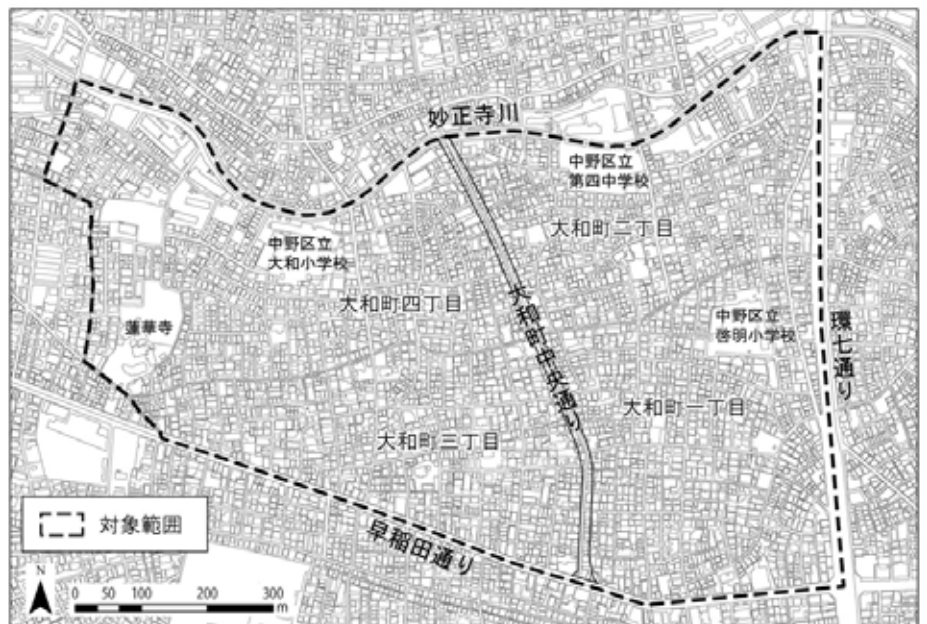 妙正寺川
中野区立
第四中学校
大和町二丁目
中野区立
大和小学校
大和町四丁目
蓮華寺
大和町中央通り
中野区立
啓明小学校
環七通り
大和町一丁目
大和町三丁目
早稲田通り
対象範囲
N
0 50 100 200 300
m